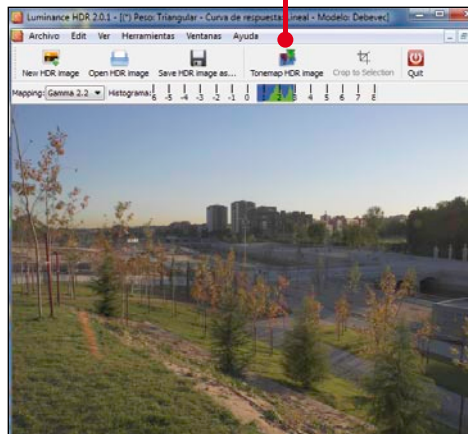 Luminance HDR 2.0.1 - [(*) Peso: Triangular - Curva de respuesta: Lineal - Modelo: Debevec]
Archivo Edit Ver Herramientas Ventanas Ayuda
New HDR image Open HDR image Save HDR image as... Tonemap HDR image Crop to Selection Quit
Mapping: Gamma 2.2 Histograma: -6 -5 -4 -3 -2 -1 0 1 2 3 4 5 6 7 8